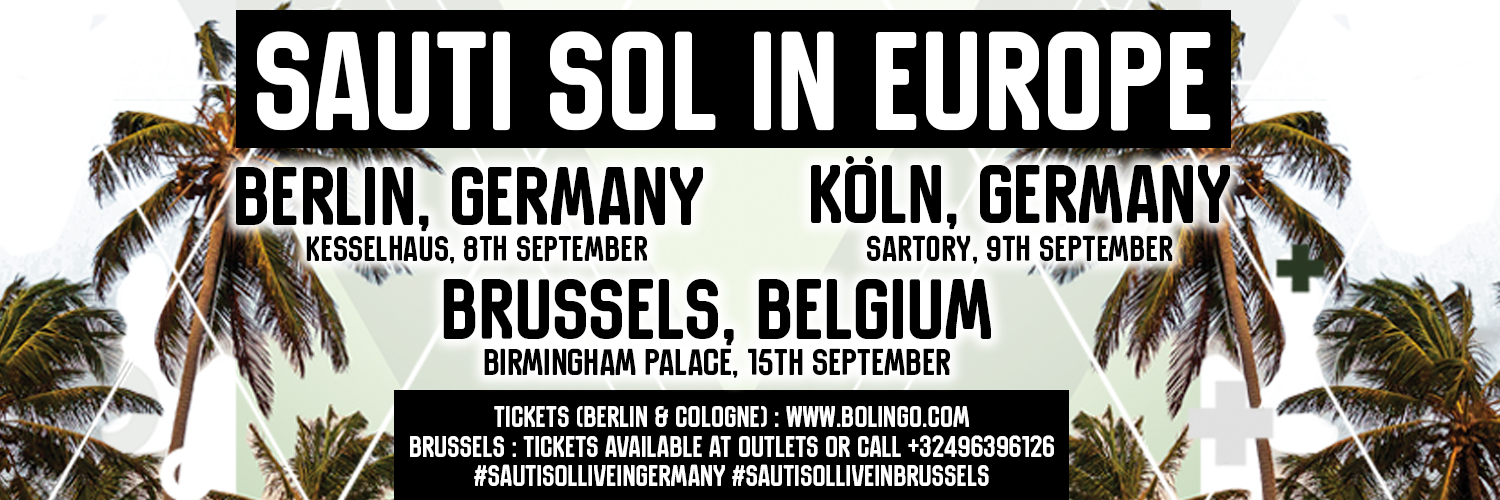 SAUTI SOL IN EUROPE
BERLIN, GERMANY
KESSELHAUS, 8TH SEPTEMBER
KÖLN, GERMANY
SARTORY, 9TH SEPTEMBER
BRUSSELS, BELGIUM
BIRMINGHAM PALACE, 15TH SEPTEMBER
TICKETS (BERLIN & COLOGNE) : WWW.BOLINGO.COM
BRUSSELS : TICKETS AVAILABLE AT OUTLETS OR CALL +32496396126
#SAUTISOLLIVEINGERMANY #SAUTISOLLIVEINBRUSSELS